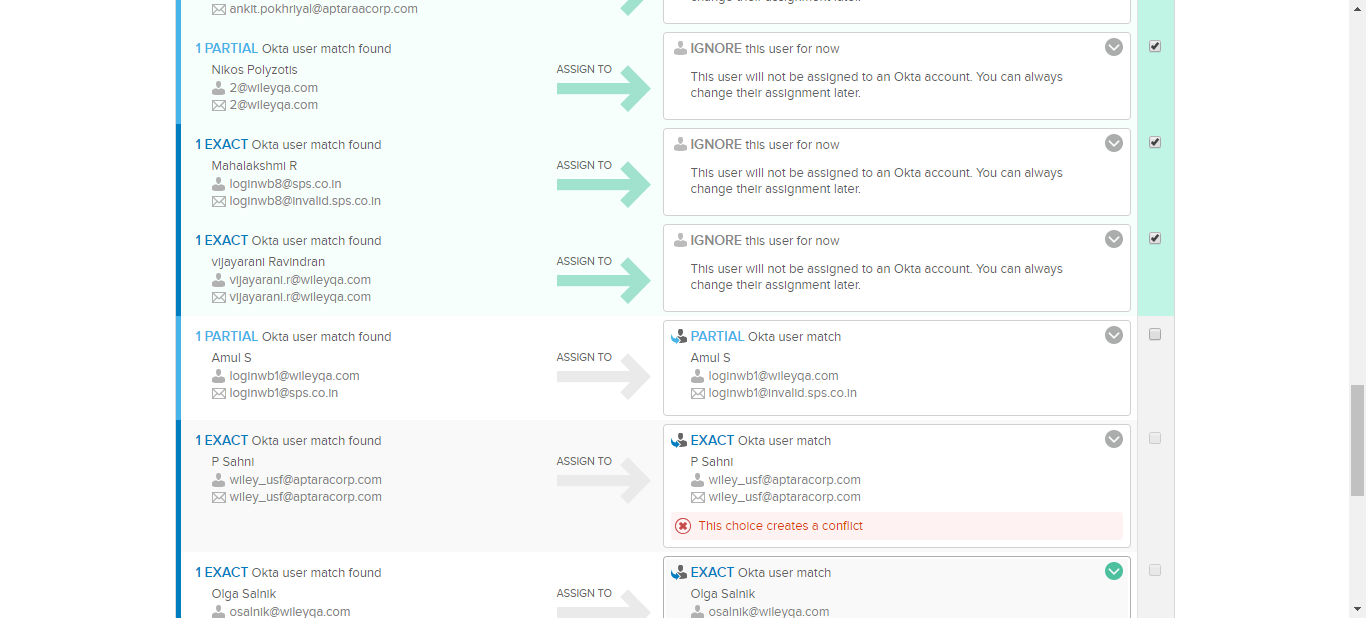 ankit.pokhriyal@aptaraacorp.com
change their assignment later.
1 PARTIAL Okta user match found
Nikos Polyzotis
2@wileyqa.com
2@wileyqa.com
ASSIGN TO
IGNORE this user for now
This user will not be assigned to an Okta account. You can always
change their assignment later.
1 EXACT Okta user match found
Mahalakshmi R
loginwb8@sps.co.in
loginwb8@invalid.sps.co.in
ASSIGN TO
IGNORE this user for now
This user will not be assigned to an Okta account. You can always
change their assignment later.
1 EXACT Okta user match found
vijayarani Ravindran
vijayarani.r@wileyqa.com
vijayarani.r@wileyqa.com
ASSIGN TO
IGNORE this user for now
This user will not be assigned to an Okta account. You can always
change their assignment later.
1 PARTIAL Okta user match found
Amul S
loginwb1@wileyqa.com
loginwb1@sps.co.in
ASSIGN TO
PARTIAL Okta user match
Amul S
loginwb1@wileyqa.com
loginwb1@invalid.sps.co.in
1 EXACT Okta user match found
P Sahni
wiley_usf@aptaracorp.com
wiley_usf@aptaracorp.com
ASSIGN TO
EXACT Okta user match
P Sahni
wiley_usf@aptaracorp.com
wiley_usf@aptaracorp.com
This choice creates a conflict
1 EXACT Okta user match found
Olga Salnik
osalnik@wileyqa.com
ASSIGN TO
EXACT Okta user match
Olga Salnik
osalnik@wileyqa.com